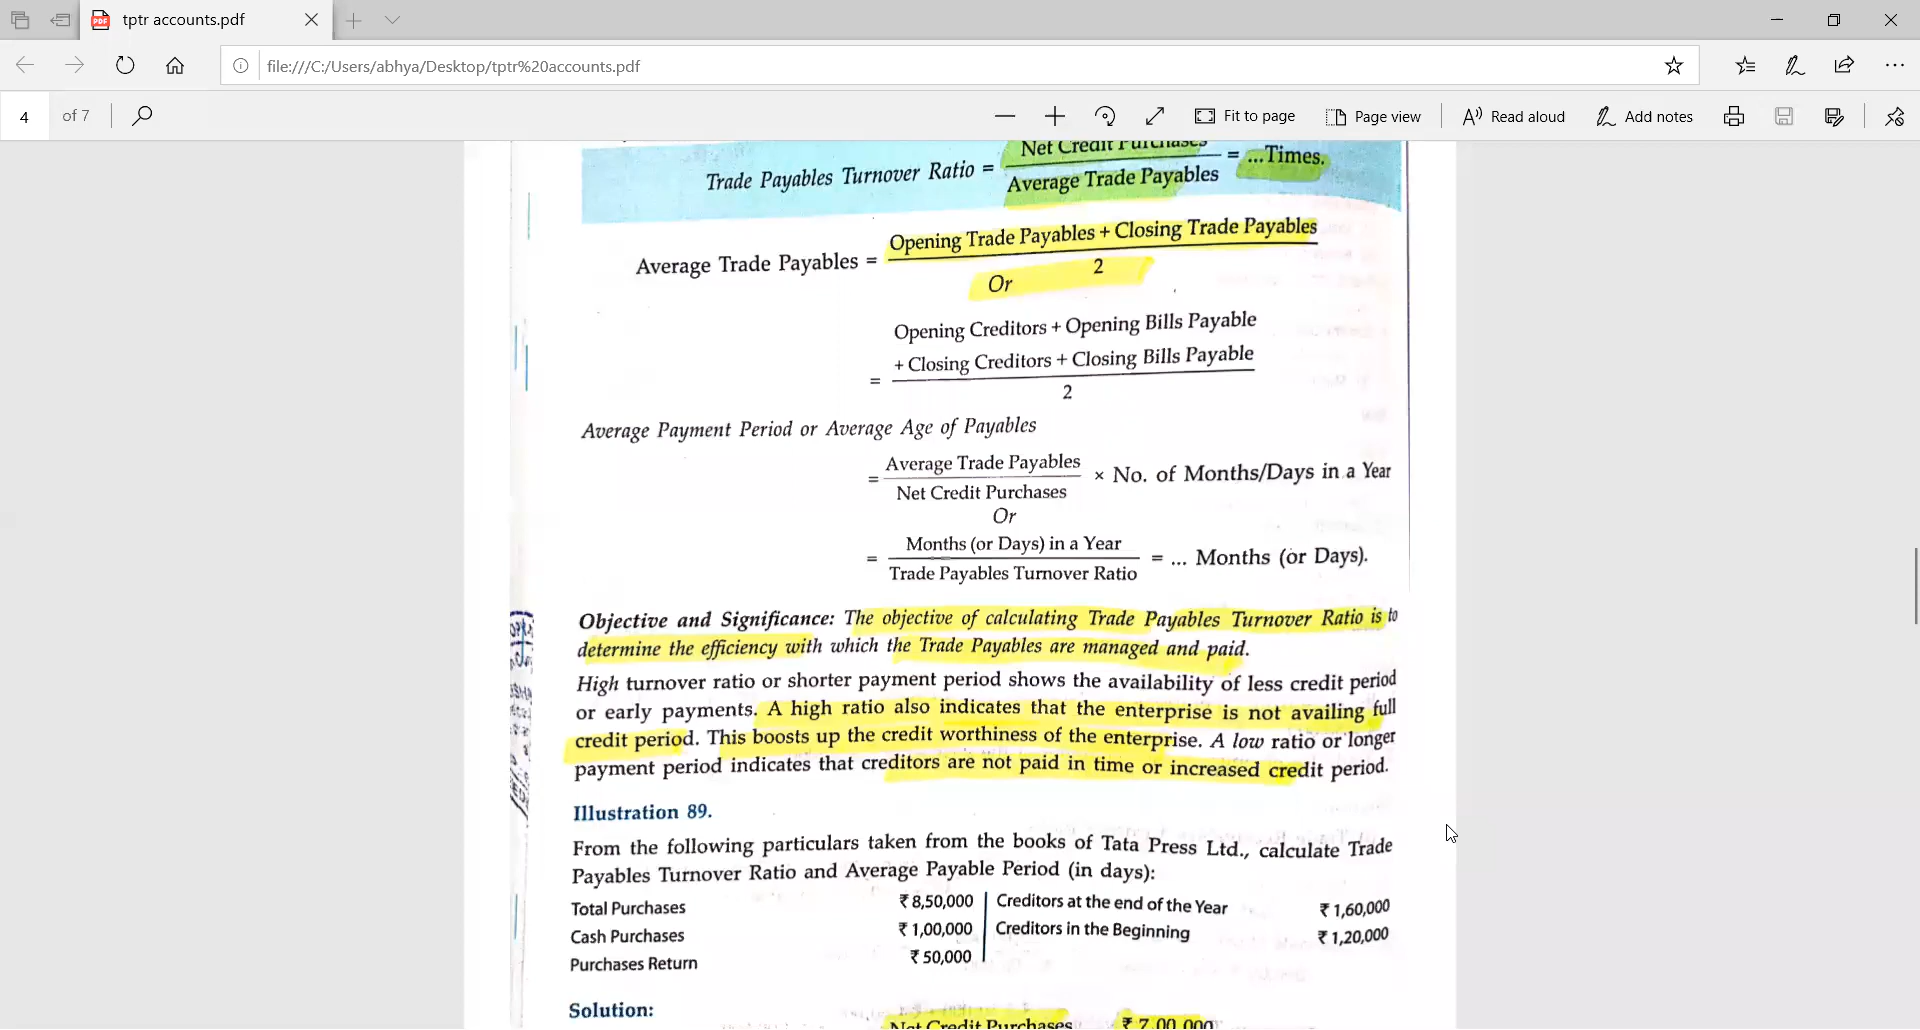 tptr accounts.pdf
file:///C:/Users/abhya/Desktop/tptr%20accounts.pdf
4 of 7
Fit to page
Page view
Read aloud
Add notes
Trade Payables Turnover Ratio = Net Credit Purchases / Average Trade Payables = ...Times.
Average Trade Payables = Opening Trade Payables + Closing Trade Payables / 2
Or
Opening Creditors + Opening Bills Payable
+ Closing Creditors + Closing Bills Payable
= 2
Average Payment Period or Average Age of Payables
= Average Trade Payables / Net Credit Purchases × No. of Months/Days in a Year
Or
= Months (or Days) in a Year / Trade Payables Turnover Ratio = ... Months (or Days).
Objective and Significance: The objective of calculating Trade Payables Turnover Ratio is to
determine the efficiency with which the Trade Payables are managed and paid.
High turnover ratio or shorter payment period shows the availability of less credit period
or early payments. A high ratio also indicates that the enterprise is not availing full
credit period. This boosts up the credit worthiness of the enterprise. A low ratio or longer
payment period indicates that creditors are not paid in time or increased credit period.
Illustration 89.
From the following particulars taken from the books of Tata Press Ltd., calculate Trade
Payables Turnover Ratio and Average Payable Period (in days):
Total Purchases ₹ 8,50,000 Creditors at the end of the Year ₹ 1,60,000
Cash Purchases ₹ 1,00,000 Creditors in the Beginning ₹ 1,20,000
Purchases Return ₹ 50,000
Solution:
Net Credit Purchases ₹ 7,00,000